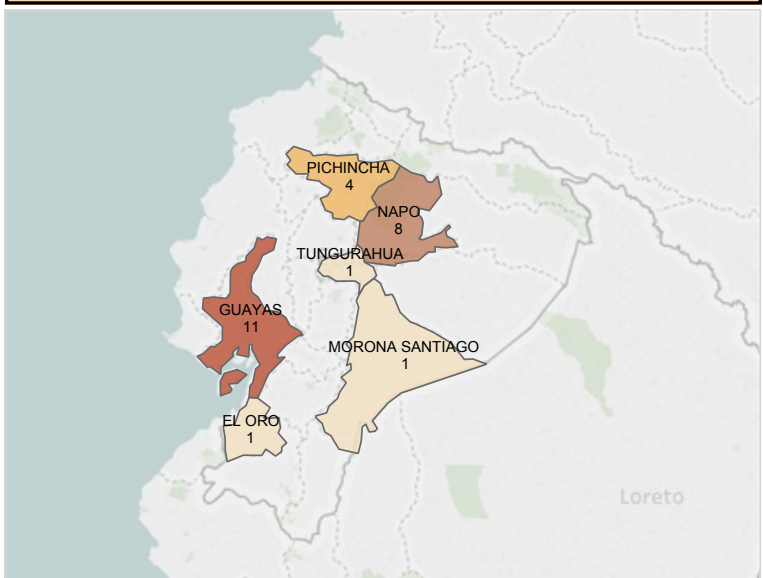 PICHINCHA
4
NAPO
8
TUNGURAHUA
1
GUAYAS
11
MORONA SANTIAGO
1
EL ORO
1
Loreto